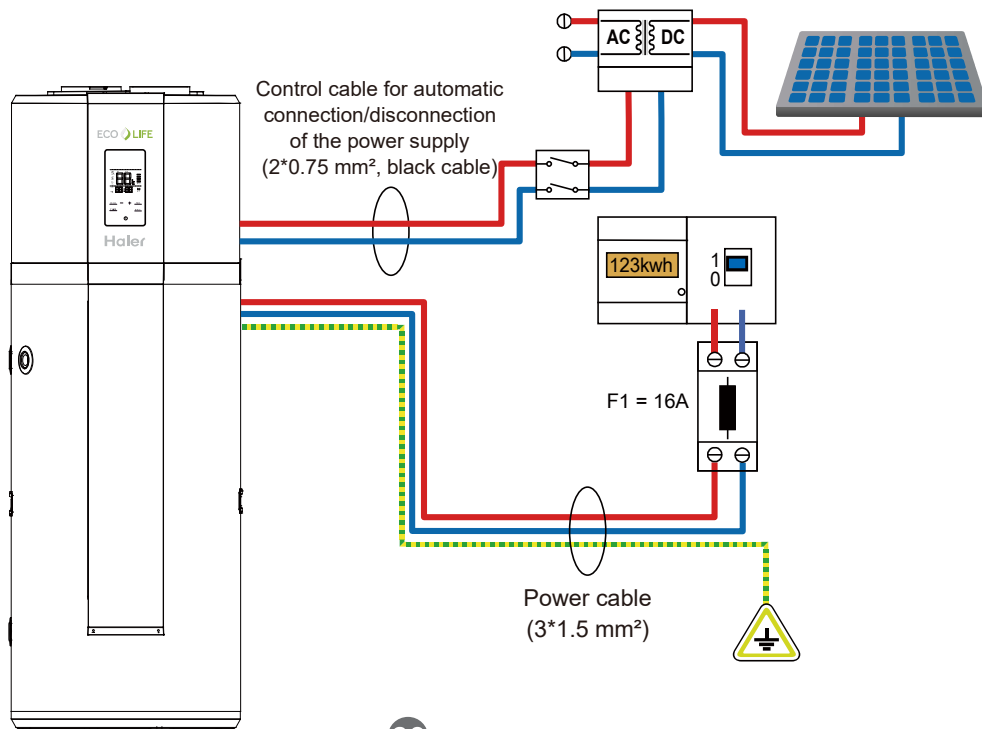 AC DC
Control cable for automatic
connection/disconnection
of the power supply
(2*0.75 mm², black cable)
ECO LIFE
Haier
123kwh
1
0
F1 = 16A
Power cable
(3*1.5 mm²)